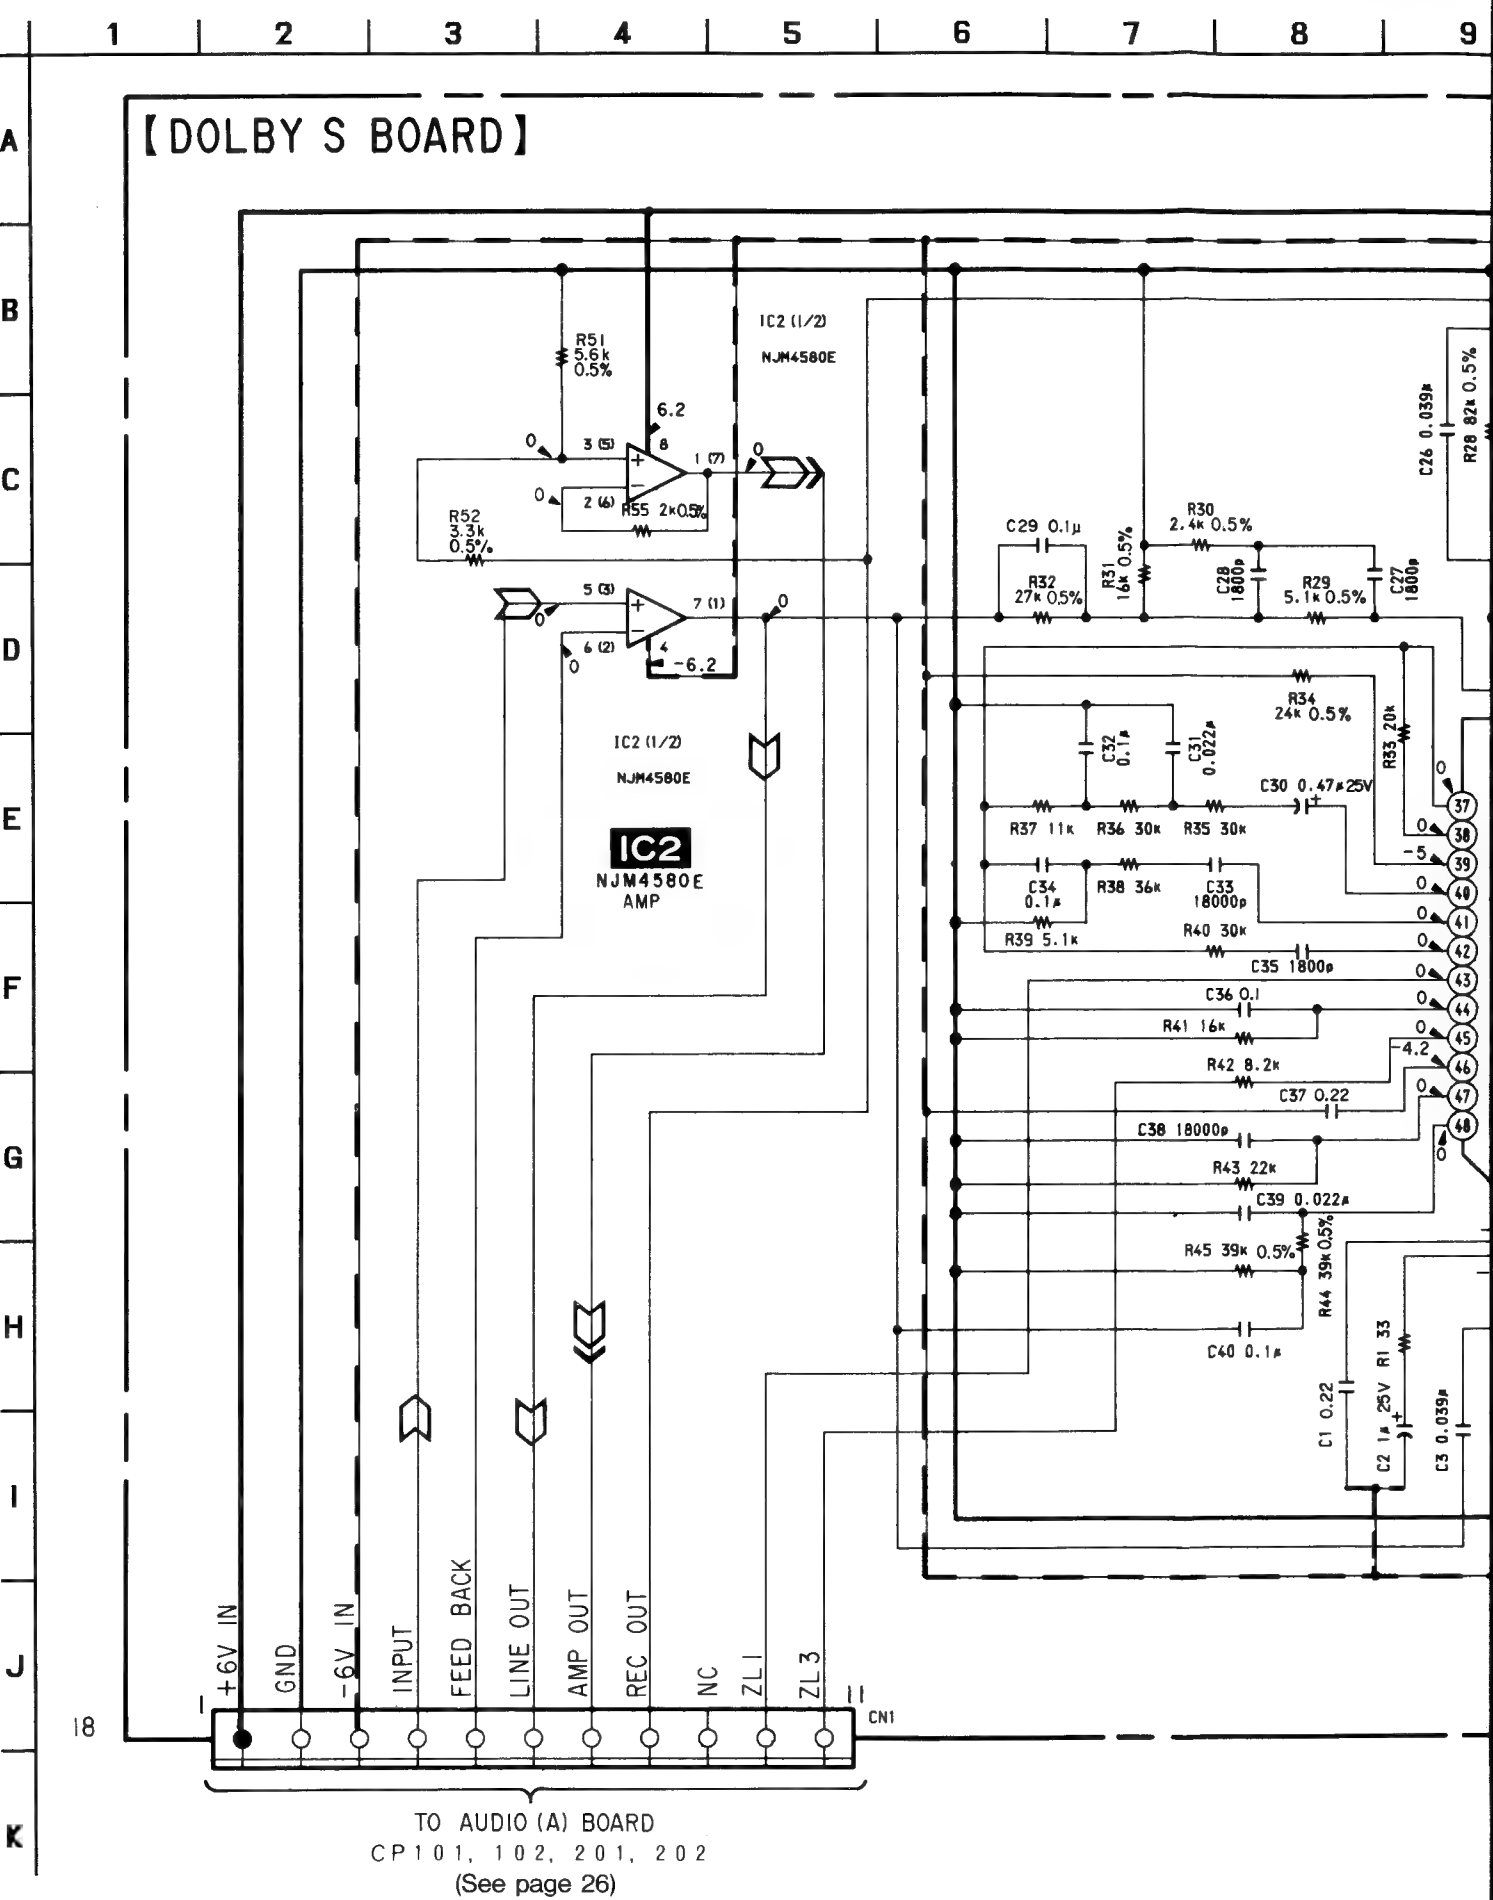 1 2 3 4 5 6 7 8 9
A
B
C
D
E
F
G
H
I
J
K
【DOLBY S BOARD】
R51
5.6k
0.5%
IC2 (1/2)
NJM4580E
6.2
0
3 (5)
8
+
1 (7)
0
0
2 (6)
−
R55 2k0.5%
R52
3.3k
0.5%
5 (3)
0
+
7 (1)
0
6 (2)
−
4
0
-6.2
IC2 (1/2)
NJM4580E
IC2
NJM4580E
AMP
C26 0.039µ
R28 82k 0.5%
C29 0.1µ
R32
27k 0.5%
R31
16k 0.5%
R30
2.4k 0.5%
C28
1800p
R29
5.1k 0.5%
C27
1800p
R34
24k 0.5%
R33 20k
C32
0.1µ
C31
0.022µ
C30 0.47µ25V
+
R37 11k
R36 30k
R35 30k
C34
0.1µ
R38 36k
C33
18000p
R39 5.1k
R40 30k
C35 1800p
C36 0.1
R41 16k
R42 8.2k
C37 0.22
C38 18000p
R43 22k
C39 0.022µ
R45 39k 0.5%
R44 39k 0.5%
C40 0.1µ
0 37
0 38
-5 39
0 40
0 41
0 42
0 43
0 44
0 45
-4.2 46
0 47
48
0
C1 0.22
C2 1µ 25V
+
R1 33
C3 0.039µ
1
+6V IN
GND
-6V IN
INPUT
FEED BACK
LINE OUT
AMP OUT
REC OUT
NC
ZL1
ZL3
11
CN1
18
TO AUDIO (A) BOARD
CP101, 102, 201, 202
(See page 26)